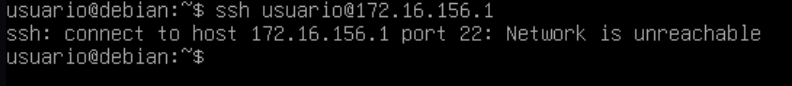 usuario@debian:~$ ssh usuario@172.16.156.1
ssh: connect to host 172.16.156.1 port 22: Network is unreachable
usuario@debian:~$